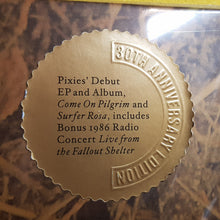 30TH ANNIVERSARY EDITION
Pixies' Debut
EP and Album,
Come On Pilgrim and
Surfer Rosa, includes
Bonus 1986 Radio
Concert Live from
the Fallout Shelter